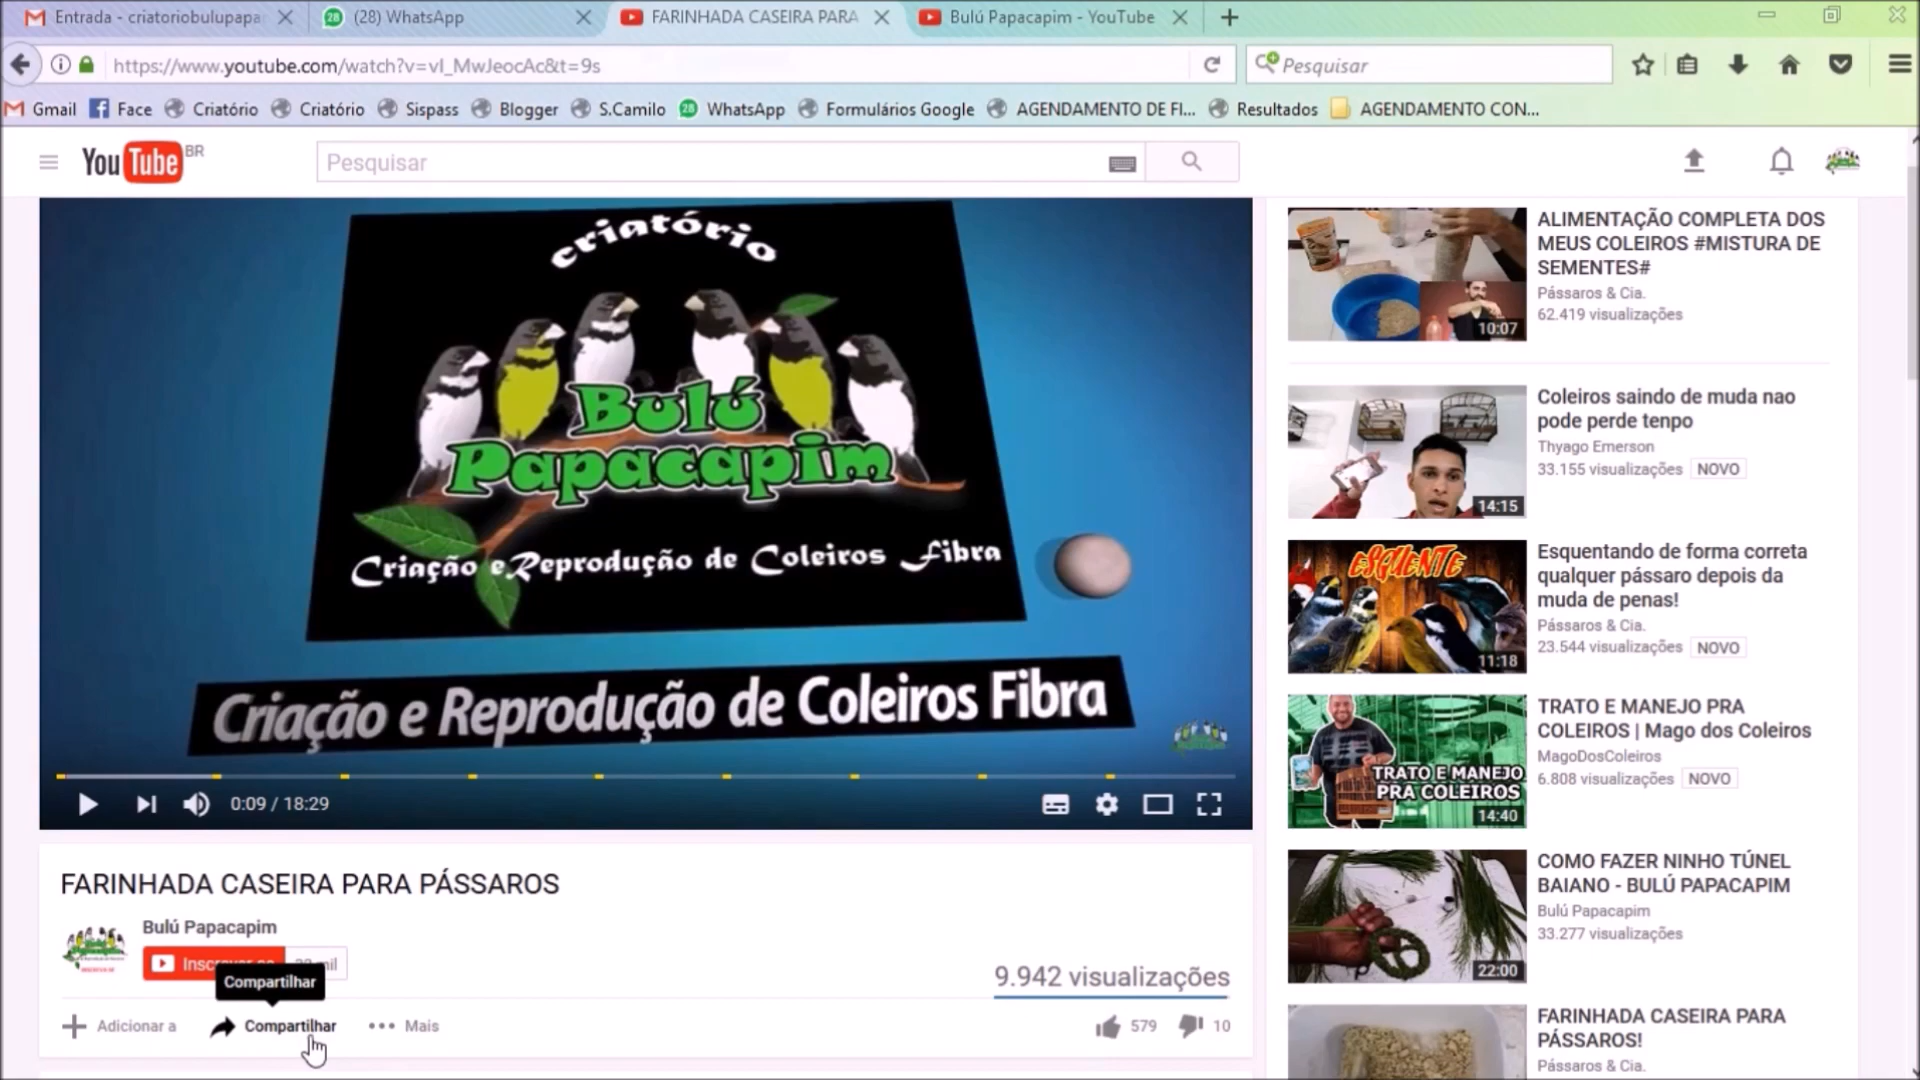 Entrada - criatoriobulupapa
(28) WhatsApp
FARINHADA CASEIRA PARA
Bulú Papacapim - YouTube
https://www.youtube.com/watch?v=vI_MwJeocAc&t=9s
Pesquisar
Gmail
Face
Criatório
Criatório
Sispass
Blogger
S.Camilo
28
WhatsApp
Formulários Google
AGENDAMENTO DE FI...
Resultados
AGENDAMENTO CON...
YouTube BR
Pesquisar
criatório
Bulú
Papacapim
Criação e Reprodução de Coleiros Fibra
Criação e Reprodução de Coleiros Fibra
0:09 / 18:29
FARINHADA CASEIRA PARA PÁSSAROS
Bulú Papacapim
Compartilhar
9.942 visualizações
Adicionar a
Compartilhar
Mais
579
10
ALIMENTAÇÃO COMPLETA DOS
MEUS COLEIROS #MISTURA DE
SEMENTES#
Pássaros & Cia.
62.419 visualizações
10:07
Coleiros saindo de muda nao
pode perde tenpo
Thyago Emerson
33.155 visualizações NOVO
14:15
ESQUENTE
Esquentando de forma correta
qualquer pássaro depois da
muda de penas!
Pássaros & Cia.
23.544 visualizações NOVO
11:18
TRATO E MANEJO PRA
COLEIROS | Mago dos Coleiros
MagoDosColeiros
6.808 visualizações NOVO
TRATO E MANEJO
PRA COLEIROS
14:40
COMO FAZER NINHO TÚNEL
BAIANO - BULÚ PAPACAPIM
Bulú Papacapim
33.277 visualizações
22:00
FARINHADA CASEIRA PARA
PÁSSAROS!
Pássaros & Cia.